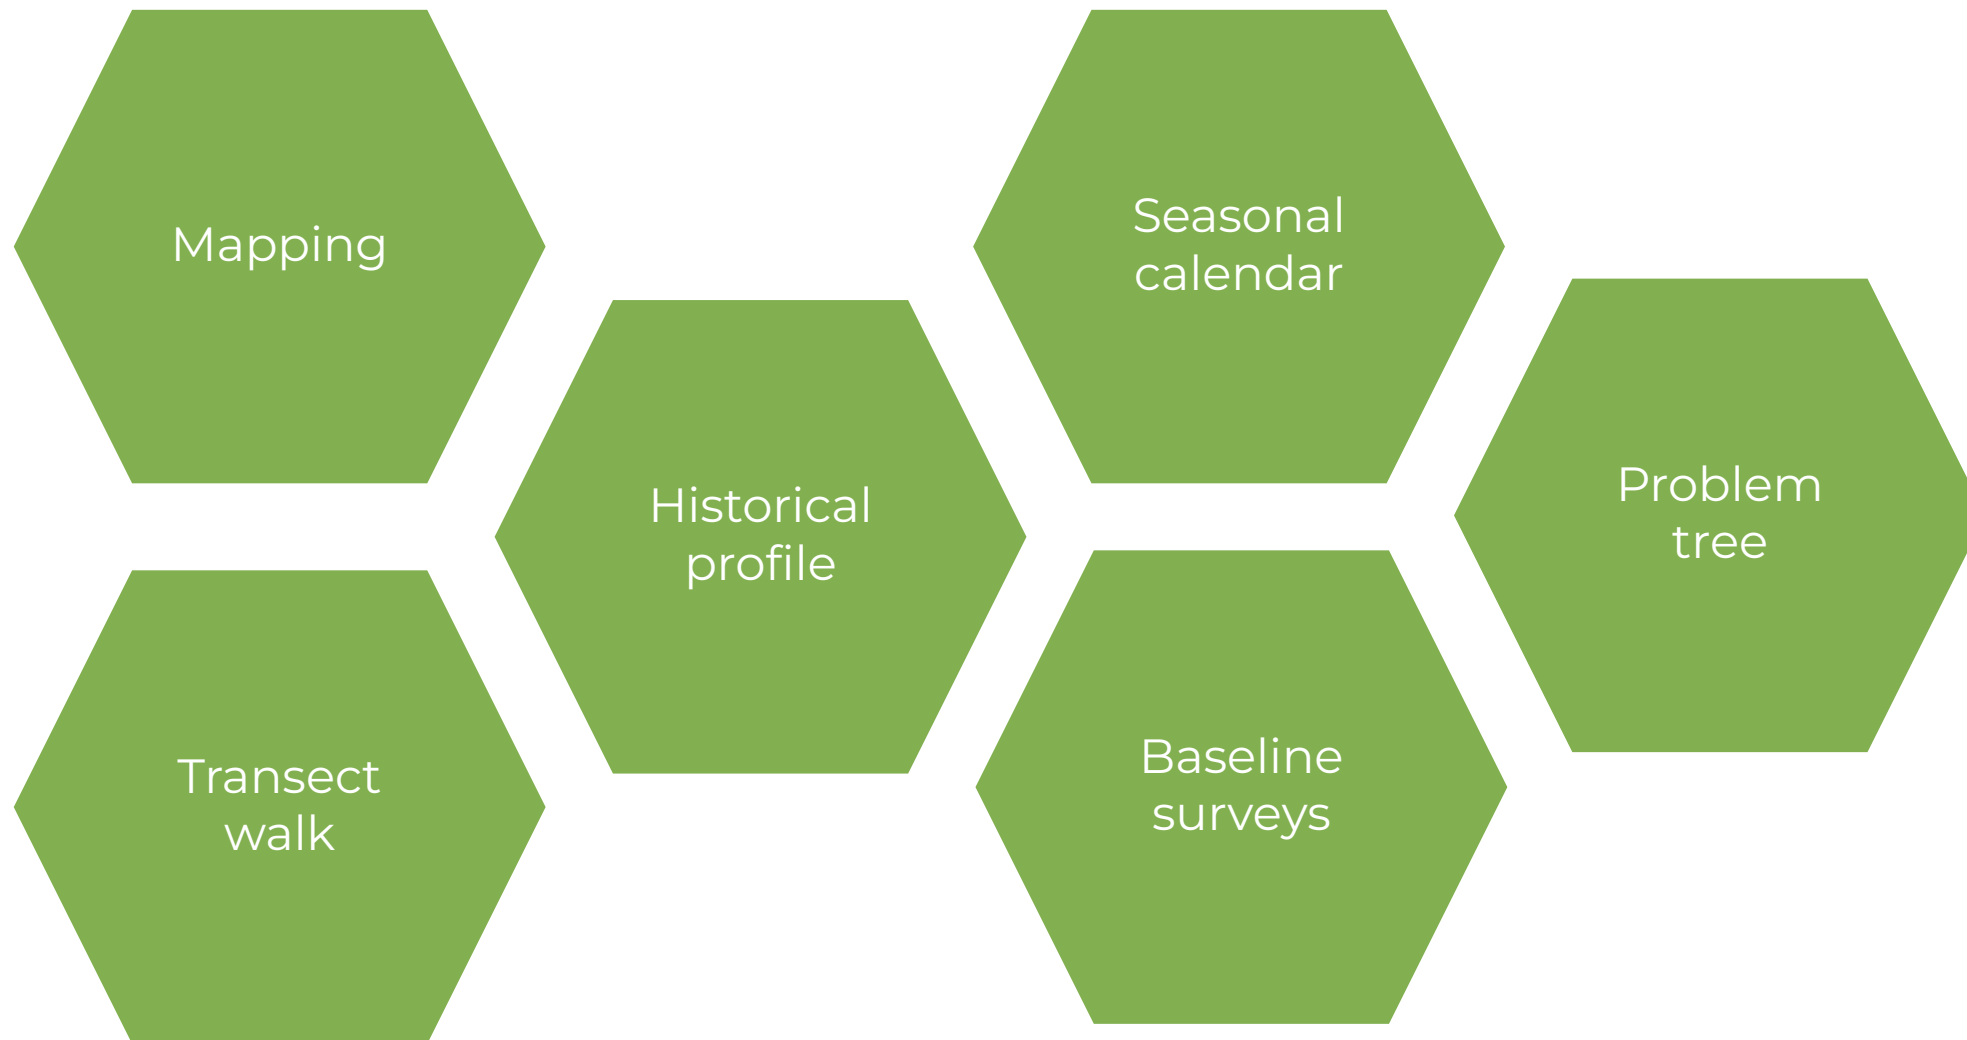 Mapping
Transect
walk
Historical
profile
Seasonal
calendar
Baseline
surveys
Problem
tree